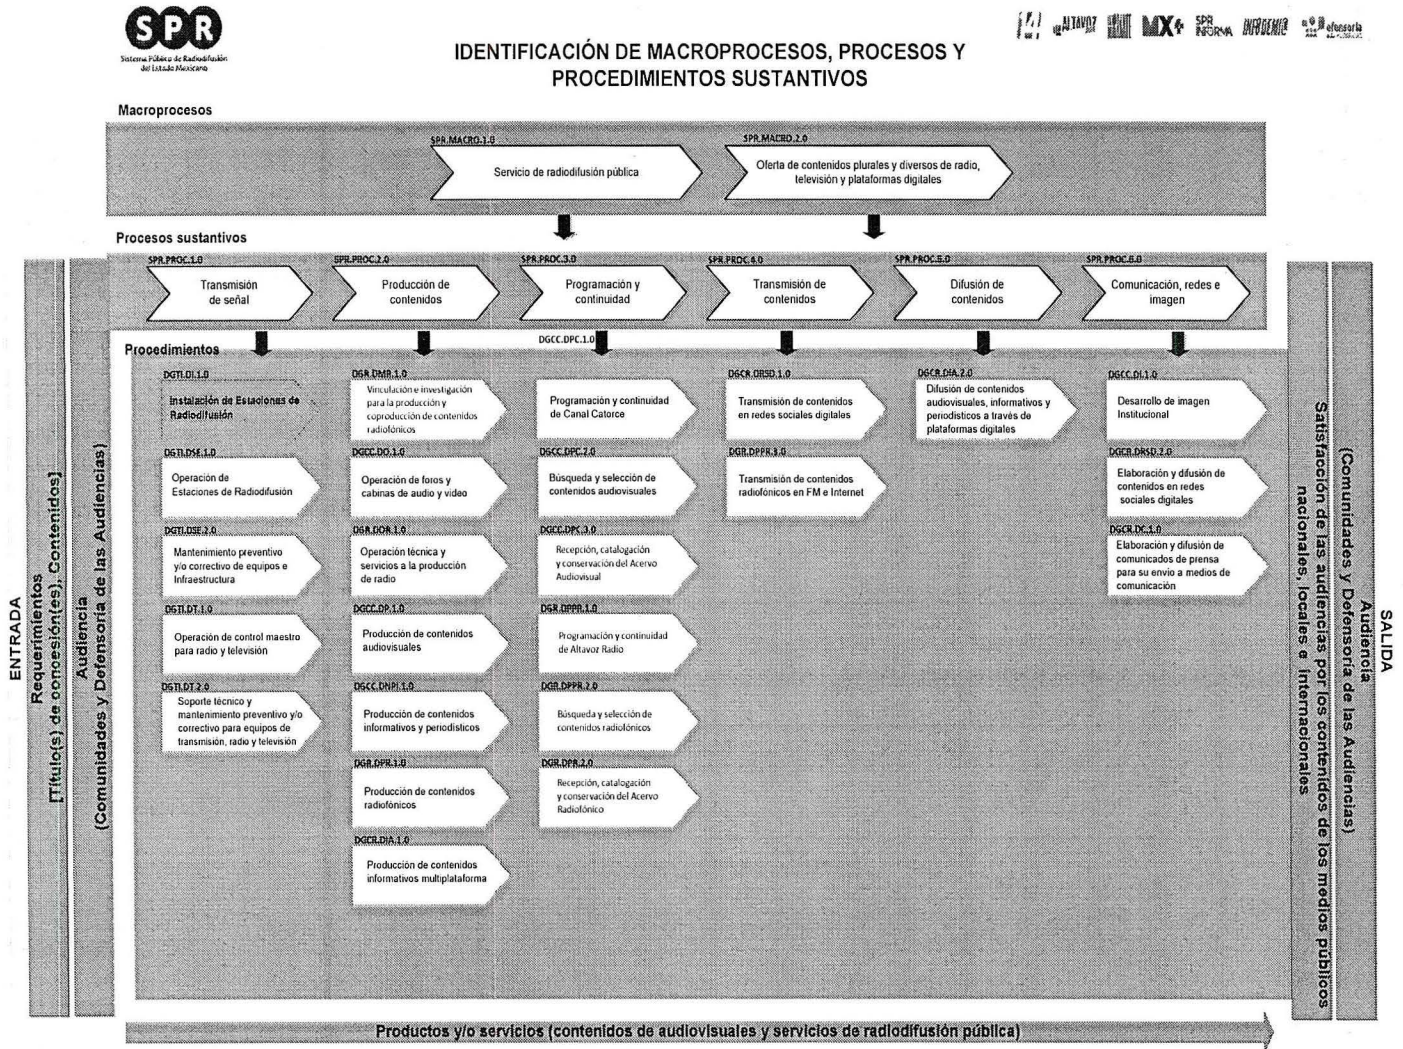 SPR
Sistema Público de Radiodifusión
del Estado Mexicano
14
ALTAVOZ
MX+
SPR
INFORMA
Defensoría
IDENTIFICACIÓN DE MACROPROCESOS, PROCESOS Y
PROCEDIMIENTOS SUSTANTIVOS
Macroprocesos
SPR.MACRO.1.0
Servicio de radiodifusión pública
SPR.MACRO.2.0
Oferta de contenidos plurales y diversos de radio,
televisión y plataformas digitales
Procesos sustantivos
SPR.PROC.1.0
Transmisión
de señal
SPR.PROC.2.0
Producción de
contenidos
SPR.PROC.3.0
Programación y
continuidad
SPR.PROC.4.0
Transmisión de
contenidos
SPR.PROC.5.0
Difusión de
contenidos
SPR.PROC.6.0
Comunicación, redes e
imagen
Procedimientos
DGTI.DI.1.0
Instalación de Estaciones de
Radiodifusión
DGTI.DSE.1.0
Operación de
Estaciones de Radiodifusión
DGTI.DSE.2.0
Mantenimiento preventivo
y/o correctivo de equipos e
Infraestructura
DGTI.DT.1.0
Operación de control maestro
para radio y televisión
DGTI.DT.2.0
Soporte técnico y
mantenimiento preventivo y/o
correctivo para equipos de
transmisión, radio y televisión
DGR.DMR.1.0
Vinculación e investigación
para la producción y
coproducción de contenidos
radiofónicos
DGCC.DO.1.0
Operación de foros y
cabinas de audio y video
DGR.DOR.1.0
Operación técnica y
servicios a la producción
de radio
DGCC.DP.1.0
Producción de contenidos
audiovisuales
DGCC.DNPI.1.0
Producción de contenidos
informativos y periodísticos
DGR.DPR.1.0
Producción de contenidos
radiofónicos
DGCR.DIA.1.0
Producción de contenidos
informativos multiplataforma
DGCC.DPC.1.0
Programación y continuidad
de Canal Catorce
DGCC.DPC.2.0
Búsqueda y selección de
contenidos audiovisuales
DGCC.DPC.3.0
Recepción, catalogación
y conservación del Acervo
Audiovisual
DGR.DPPR.1.0
Programación y continuidad
de Altavoz Radio
DGR.DPPR.2.0
Búsqueda y selección de
contenidos radiofónicos
DGR.DPR.2.0
Recepción, catalogación
y conservación del Acervo
Radiofónico
DGCR.DRSD.1.0
Transmisión de contenidos
en redes sociales digitales
DGR.DPPR.3.0
Transmisión de contenidos
radiofónicos en FM e Internet
DGCR.DIA.2.0
Difusión de contenidos
audiovisuales, informativos y
periodísticos a través de
plataformas digitales
DGCC.DI.1.0
Desarrollo de imagen
Institucional
DGCR.DRSD.2.0
Elaboración y difusión de
contenidos en redes
sociales digitales
DGCR.DC.1.0
Elaboración y difusión de
comunicados de prensa
para su envío a medios de
comunicación
ENTRADA
Requerimientos
[Título(s) de concesión(es), Contenidos]
Audiencia
(Comunidades y Defensoría de las Audiencias)
Satisfacción de las audiencias por los contenidos de los medios públicos
nacionales, locales e internacionales
(Comunidades y Defensoría de las Audiencias)
Audiencia
SALIDA
Productos y/o servicios (contenidos de audiovisuales y servicios de radiodifusión pública)